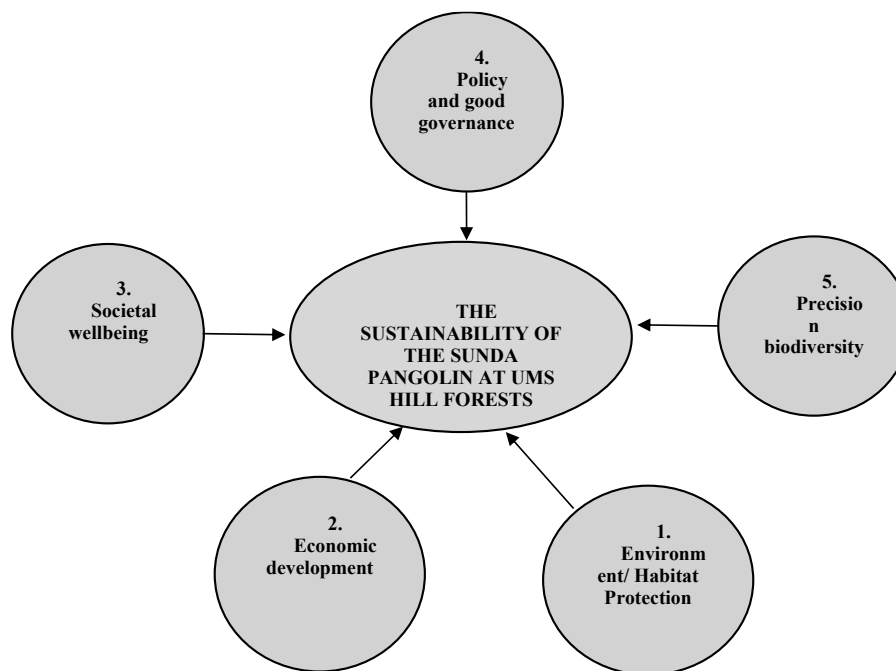 4.
Policy
and good
governance
3.
Societal
wellbeing
THE
SUSTAINABILITY OF
THE SUNDA
PANGOLIN AT UMS
HILL FORESTS
5.
Precisio
n
biodiversity
2.
Economic
development
1.
Environm
ent/ Habitat
Protection